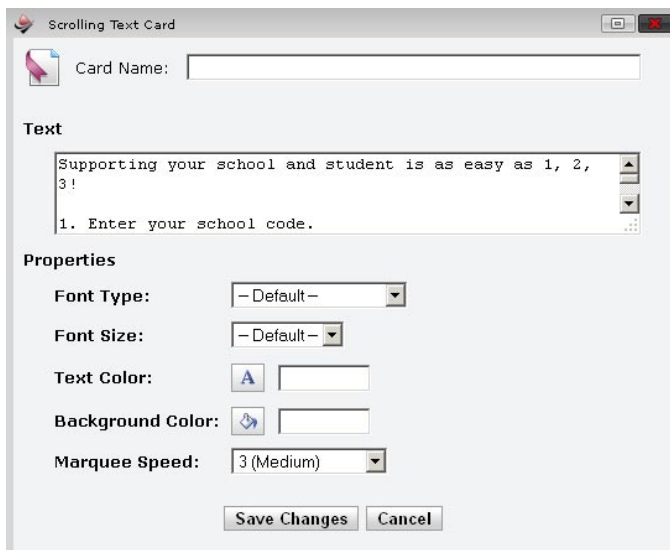 Scrolling Text Card
Card Name:
Text
Supporting your school and student is as easy as 1, 2,
3!
1. Enter your school code.
Properties
Font Type: – Default –
Font Size: – Default –
Text Color: A
Background Color:
Marquee Speed: 3 (Medium)
Save Changes Cancel